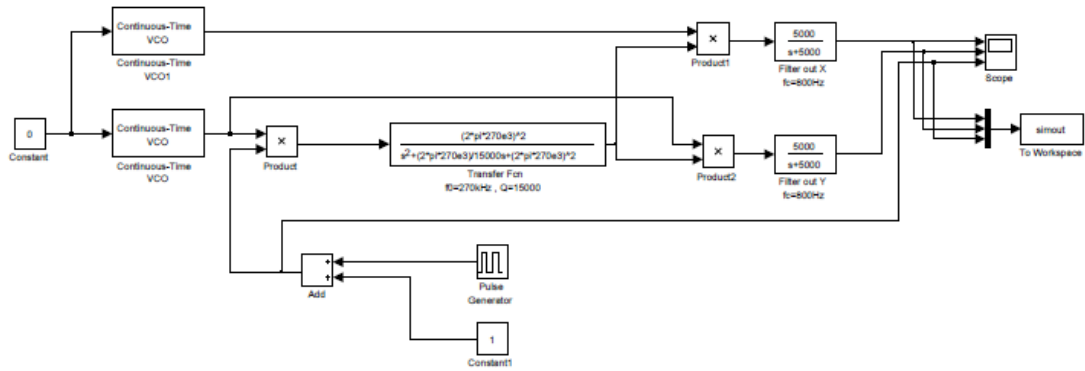 Continuous-Time
VCO
Continuous-Time
VCO1
×
Product1
5000
s+5000
Filter out X
fc=800Hz
Scope
0
Constant
Continuous-Time
VCO
Continuous-Time
VCO
×
Product
(2*pi*270e3)^2
s2+(2*pi*270e3)/15000s+(2*pi*270e3)^2
Transfer Fcn
f0=270kHz , Q=15000
×
Product2
5000
s+5000
Filter out Y
fc=800Hz
simout
To Workspace
+
+
Add
Pulse
Generator
1
Constant1